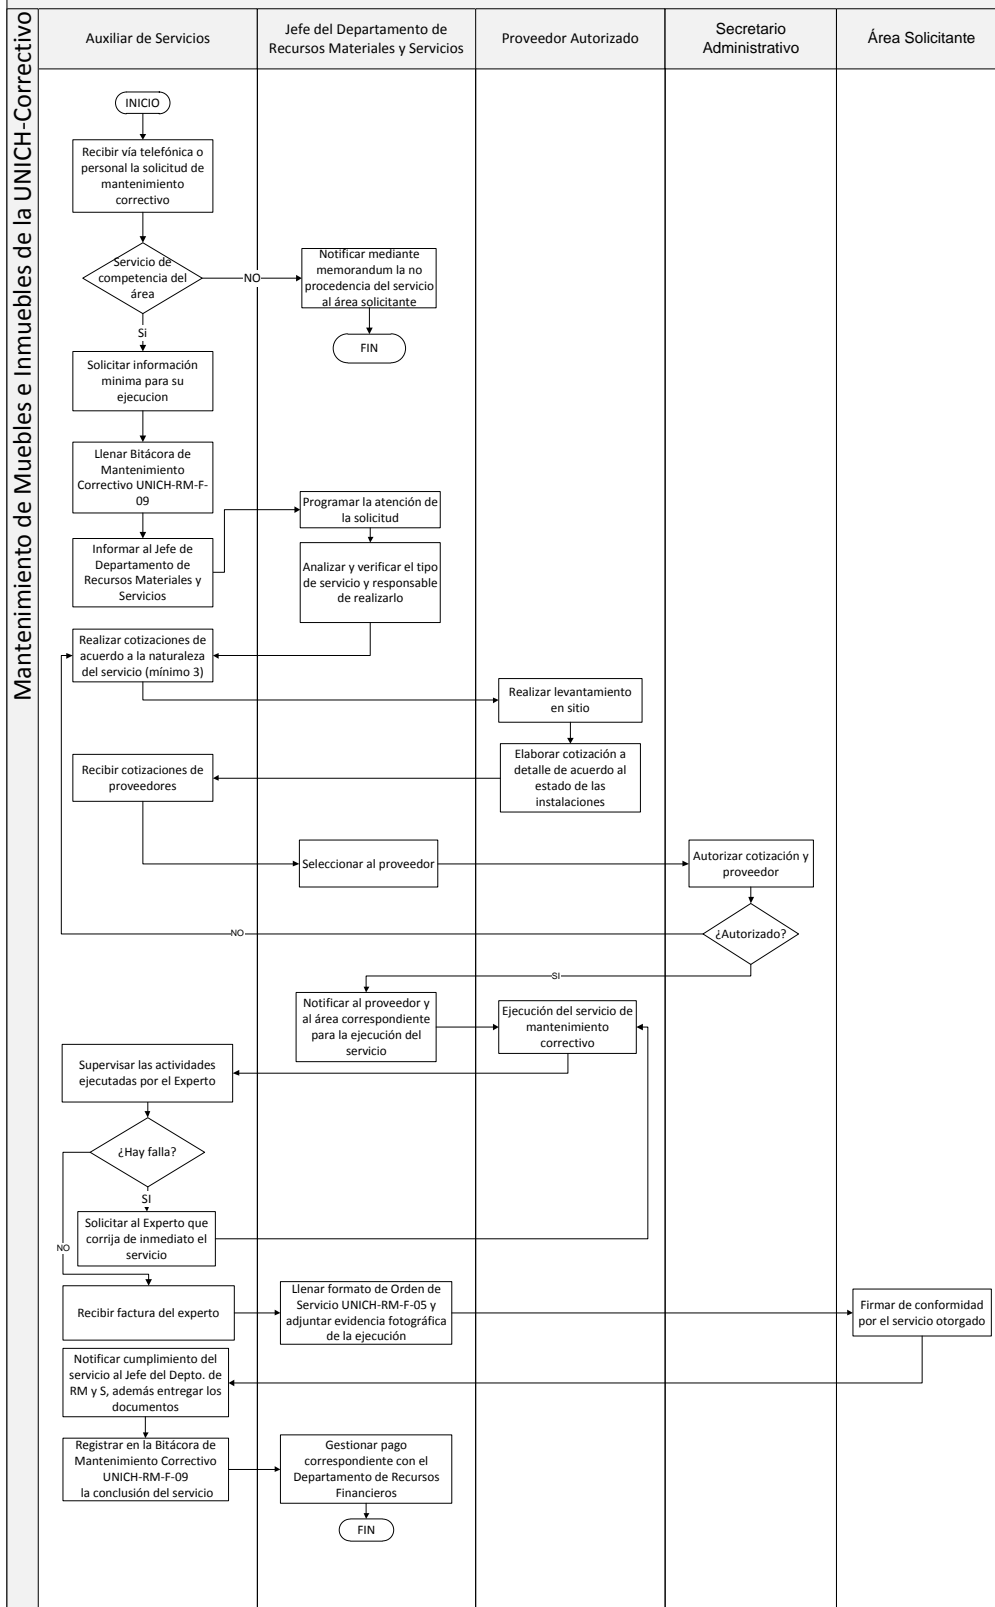 Mantenimiento de Muebles e Inmuebles de la UNICH-Correctivo
Auxiliar de Servicios
Jefe del Departamento de
Recursos Materiales y Servicios
Proveedor Autorizado
Secretario
Administrativo
Área Solicitante
INICIO
Recibir vía telefónica o
personal la solicitud de
mantenimiento
correctivo
Servicio de
competencia del
área
NO
Notificar mediante
memorandum la no
procedencia del servicio
al área solicitante
FIN
Si
Solicitar información
minima para su
ejecucion
Llenar Bitácora de
Mantenimiento
Correctivo UNICH-RM-F-
09
Informar al Jefe de
Departamento de
Recursos Materiales y
Servicios
Programar la atención de
la solicitud
Analizar y verificar el tipo
de servicio y responsable
de realizarlo
Realizar cotizaciones de
acuerdo a la naturaleza
del servicio (mínimo 3)
Realizar levantamiento
en sitio
Elaborar cotización a
detalle de acuerdo al
estado de las
instalaciones
Recibir cotizaciones de
proveedores
Seleccionar al proveedor
Autorizar cotización y
proveedor
¿Autorizado?
NO
SI
Notificar al proveedor y
al área correspondiente
para la ejecución del
servicio
Ejecución del servicio de
mantenimiento
correctivo
Supervisar las actividades
ejecutadas por el Experto
¿Hay falla?
SI
Solicitar al Experto que
corrija de inmediato el
servicio
NO
Recibir factura del experto
Llenar formato de Orden de
Servicio UNICH-RM-F-05 y
adjuntar evidencia fotográfica
de la ejecución
Firmar de conformidad
por el servicio otorgado
Notificar cumplimiento del
servicio al Jefe del Depto. de
RM y S, además entregar los
documentos
Registrar en la Bitácora de
Mantenimiento Correctivo
UNICH-RM-F-09
la conclusión del servicio
Gestionar pago
correspondiente con el
Departamento de Recursos
Financieros
FIN